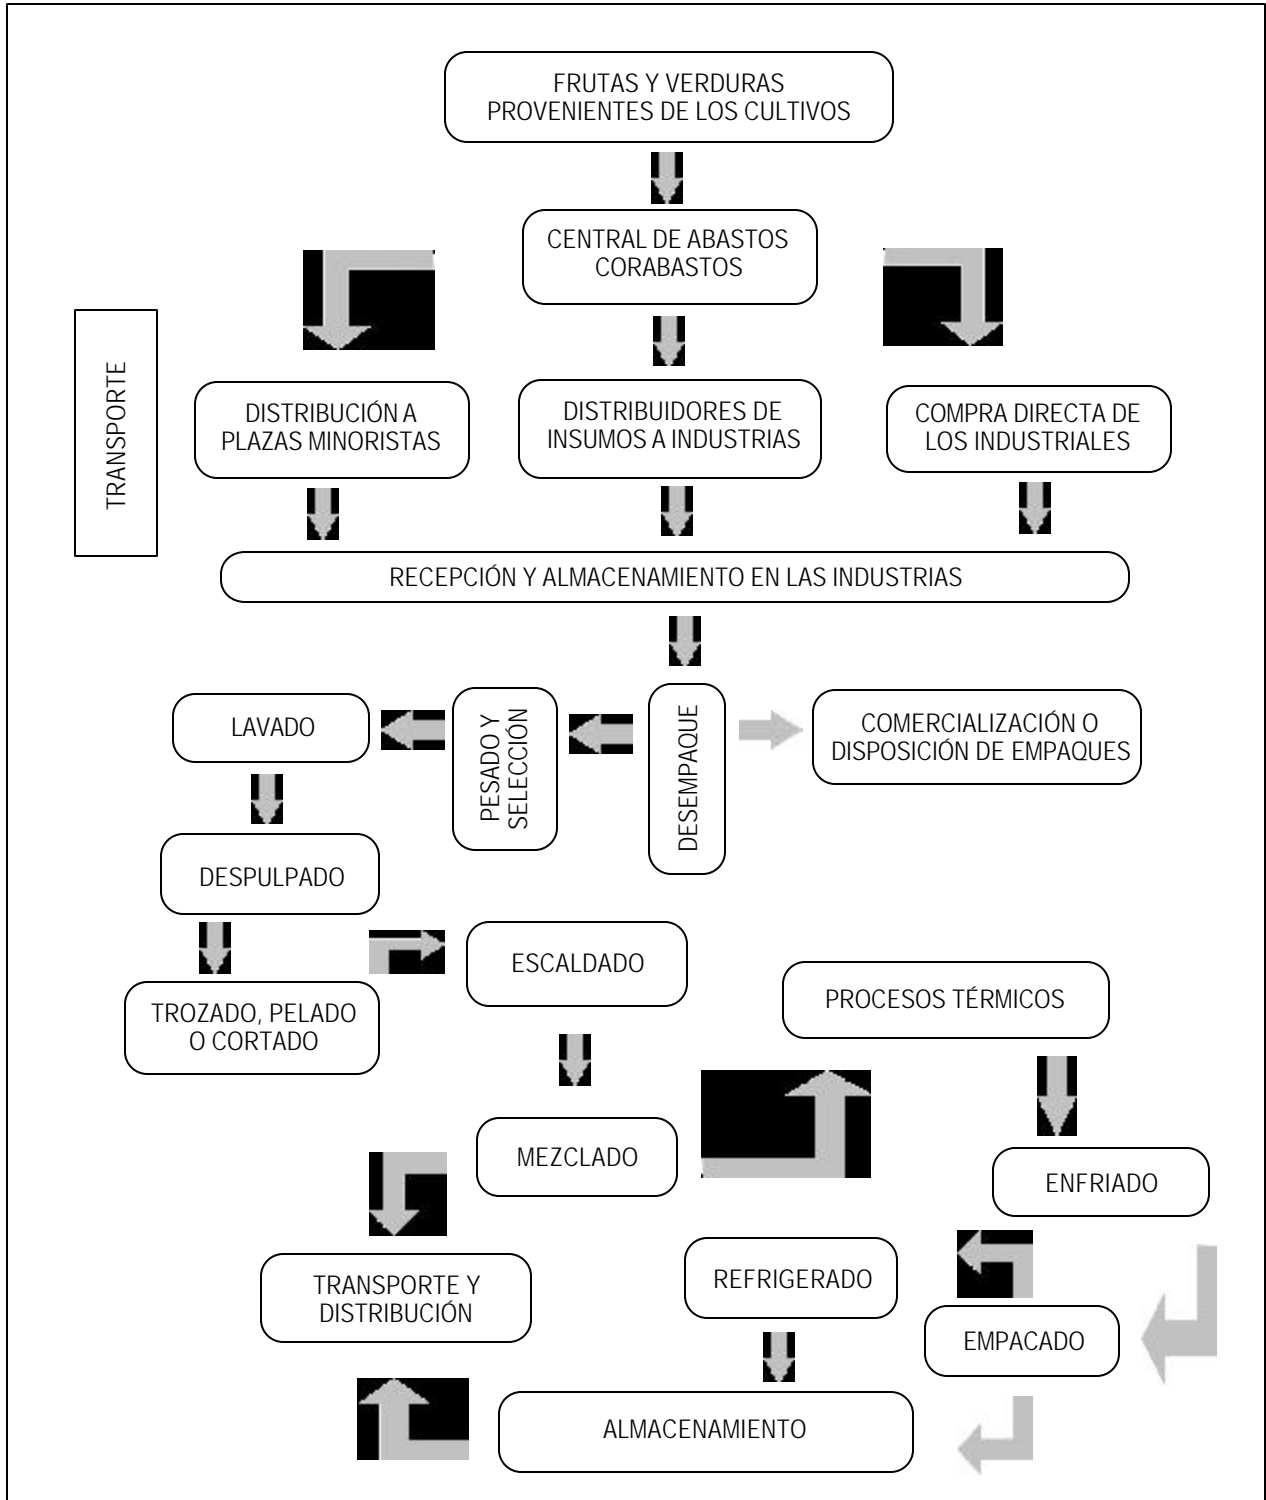 FRUTAS Y VERDURAS
PROVENIENTES DE LOS CULTIVOS
CENTRAL DE ABASTOS
CORABASTOS
TRANSPORTE
DISTRIBUCIÓN A
PLAZAS MINORISTAS
DISTRIBUIDORES DE
INSUMOS A INDUSTRIAS
COMPRA DIRECTA DE
LOS INDUSTRIALES
RECEPCIÓN Y ALMACENAMIENTO EN LAS INDUSTRIAS
LAVADO
PESADO Y
SELECCIÓN
DESEMPAQUE
COMERCIALIZACIÓN O
DISPOSICIÓN DE EMPAQUES
DESPULPADO
TROZADO, PELADO
O CORTADO
ESCALDADO
PROCESOS TÉRMICOS
MEZCLADO
ENFRIADO
TRANSPORTE Y
DISTRIBUCIÓN
REFRIGERADO
EMPACADO
ALMACENAMIENTO